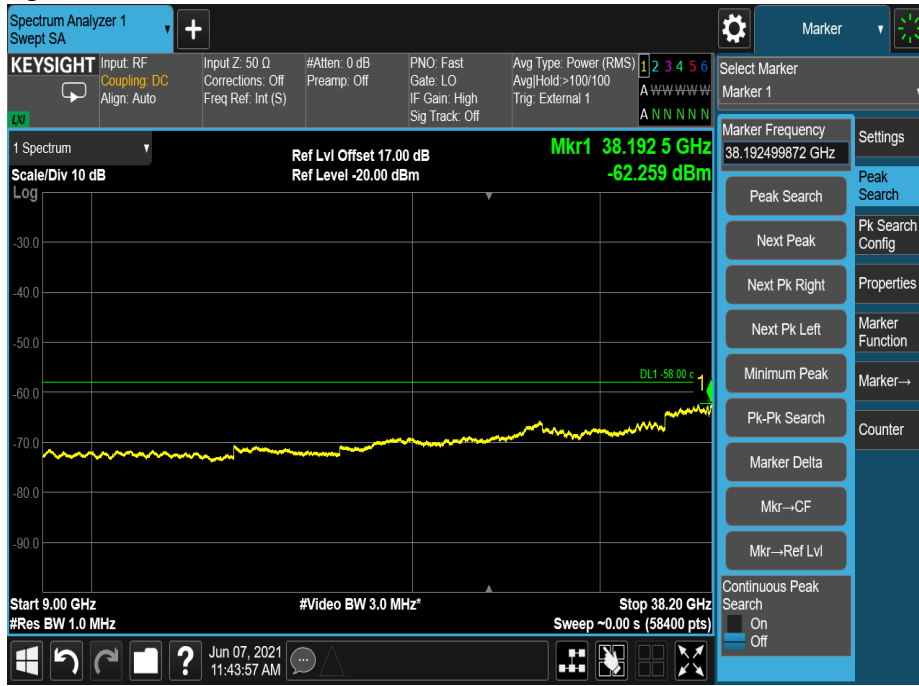 Spectrum Analyzer 1
Swept SA
+
Marker
KEYSIGHT
Input: RF
Coupling: DC
Align: Auto
Input Z: 50 Ω
Corrections: Off
Freq Ref: Int (S)
#Atten: 0 dB
Preamp: Off
PNO: Fast
Gate: LO
IF Gain: High
Sig Track: Off
Avg Type: Power (RMS)
Avg|Hold:>100/100
Trig: External 1
1 2 3 4 5 6
A W W W W W
A N N N N N
LXI
Select Marker
Marker 1
1 Spectrum
Scale/Div 10 dB
Log
Ref Lvl Offset 17.00 dB
Ref Level -20.00 dBm
Mkr1 38.192 5 GHz
-62.259 dBm
-30.0
-40.0
-50.0
DL1 -58.00
1
-60.0
-70.0
-80.0
-90.0
Start 9.00 GHz
#Res BW 1.0 MHz
#Video BW 3.0 MHz*
Stop 38.20 GHz
Sweep ~0.00 s (58400 pts)
Marker Frequency
38.192499872 GHz
Peak Search
Next Peak
Next Pk Right
Next Pk Left
Minimum Peak
Pk-Pk Search
Marker Delta
Mkr→CF
Mkr→Ref Lvl
Continuous Peak
Search
On
Off
Settings
Peak
Search
Pk Search
Config
Properties
Marker
Function
Marker→
Counter
?
Jun 07, 2021
11:43:57 AM